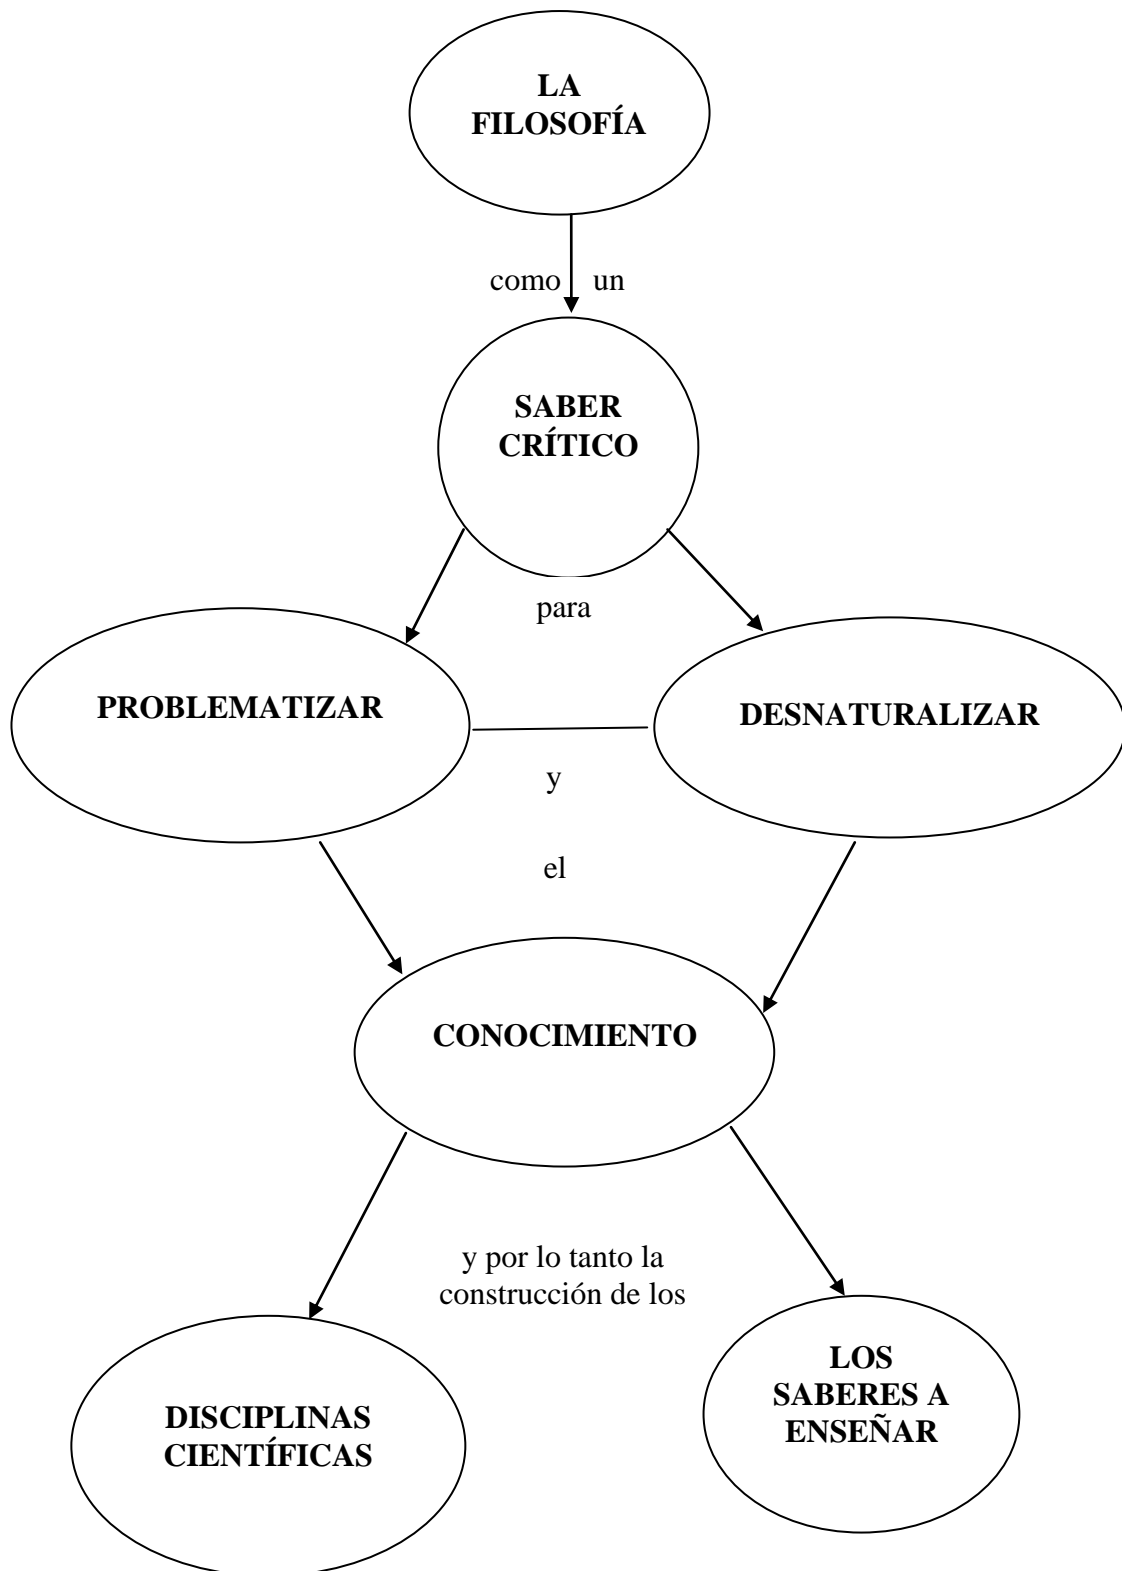 LA
FILOSOFÍA
como un
SABER
CRÍTICO
para
PROBLEMATIZAR
DESNATURALIZAR
y
el
CONOCIMIENTO
y por lo tanto la
construcción de los
DISCIPLINAS
CIENTÍFICAS
LOS
SABERES A
ENSEÑAR